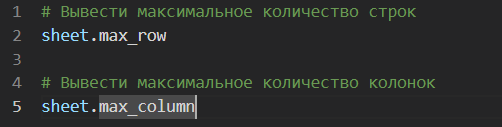 1 # Вывести максимальное количество строк
2 sheet.max_row
3
4 # Вывести максимальное количество колонок
5 sheet.max_column